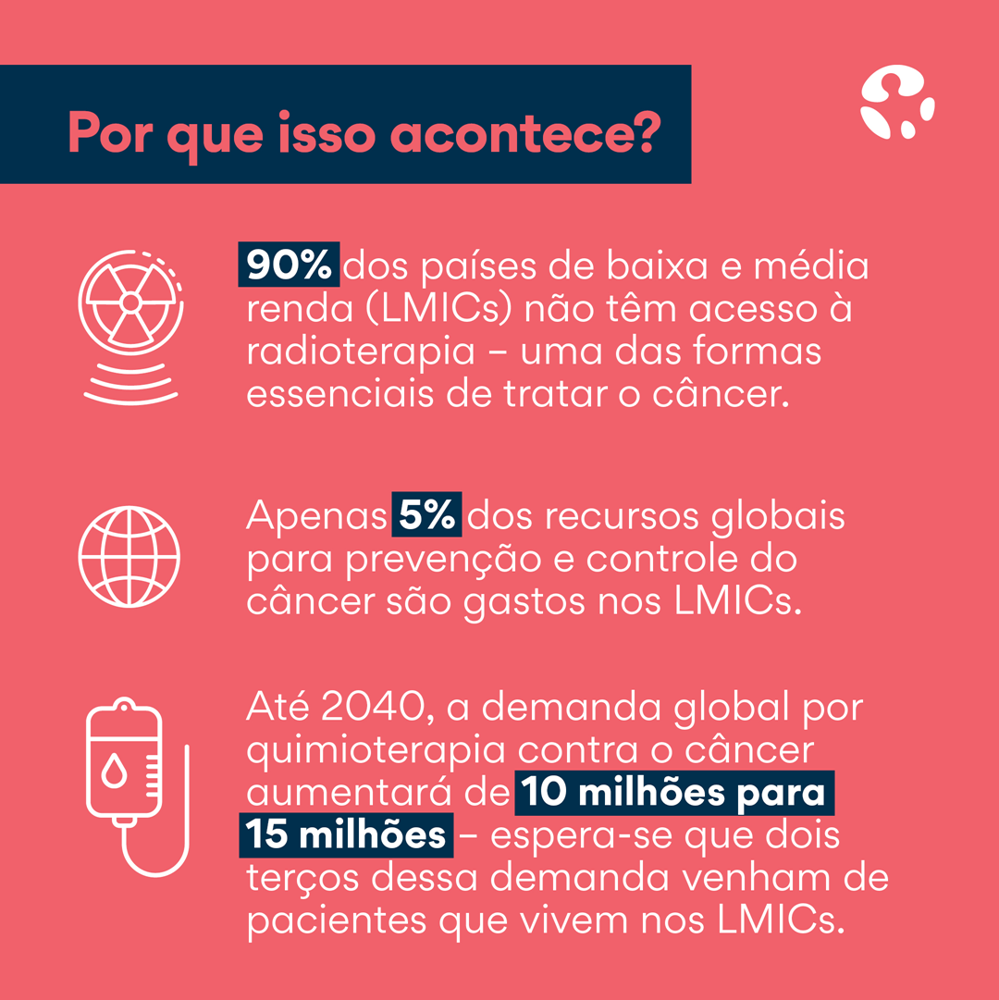 Por que isso acontece?
90% dos países de baixa e média
renda (LMICs) não têm acesso à
radioterapia – uma das formas
essenciais de tratar o câncer.
Apenas 5% dos recursos globais
para prevenção e controle do
câncer são gastos nos LMICs.
Até 2040, a demanda global por
quimioterapia contra o câncer
aumentará de 10 milhões para
15 milhões – espera-se que dois
terços dessa demanda venham de
pacientes que vivem nos LMICs.